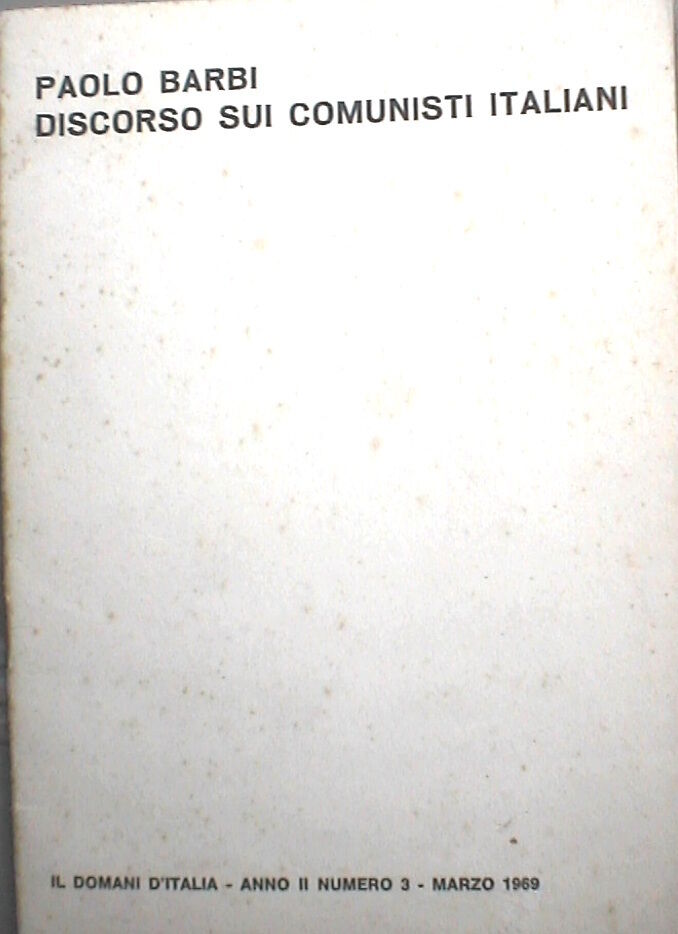 PAOLO BARBI
DISCORSO SUI COMUNISTI ITALIANI
IL DOMANI D'ITALIA - ANNO II NUMERO 3 - MARZO 1969